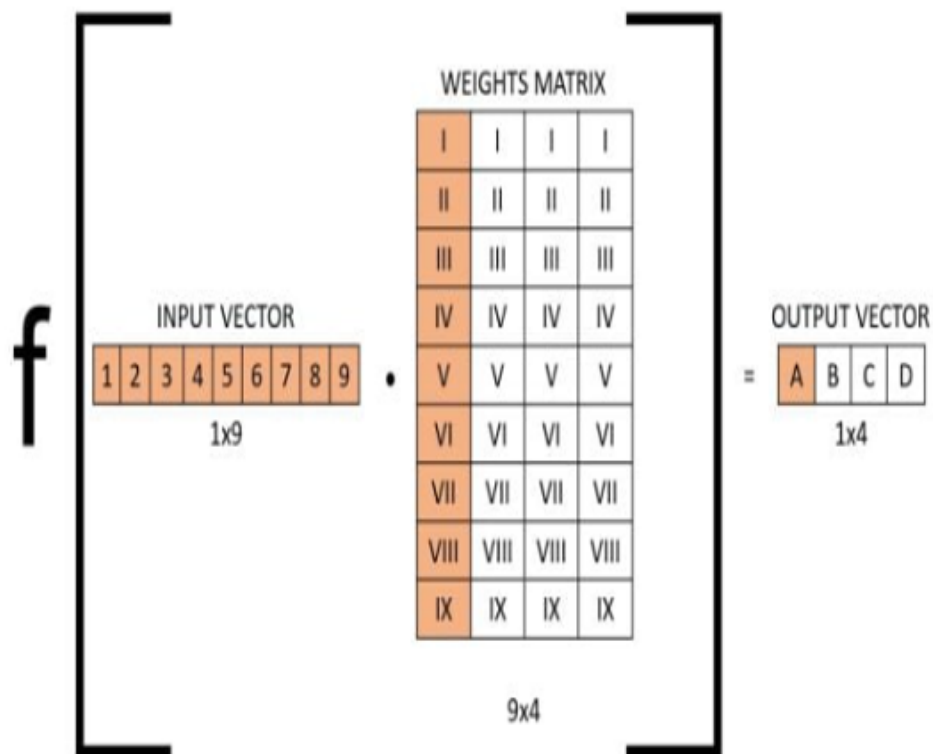 f
WEIGHTS MATRIX
I I I I
II II II II
III III III III
INPUT VECTOR
IV IV IV IV
OUTPUT VECTOR
1 2 3 4 5 6 7 8 9 • V V V V = A B C D
1x9
VI VI VI VI
1x4
VII VII VII VII
VIII VIII VIII VIII
IX IX IX IX
9x4